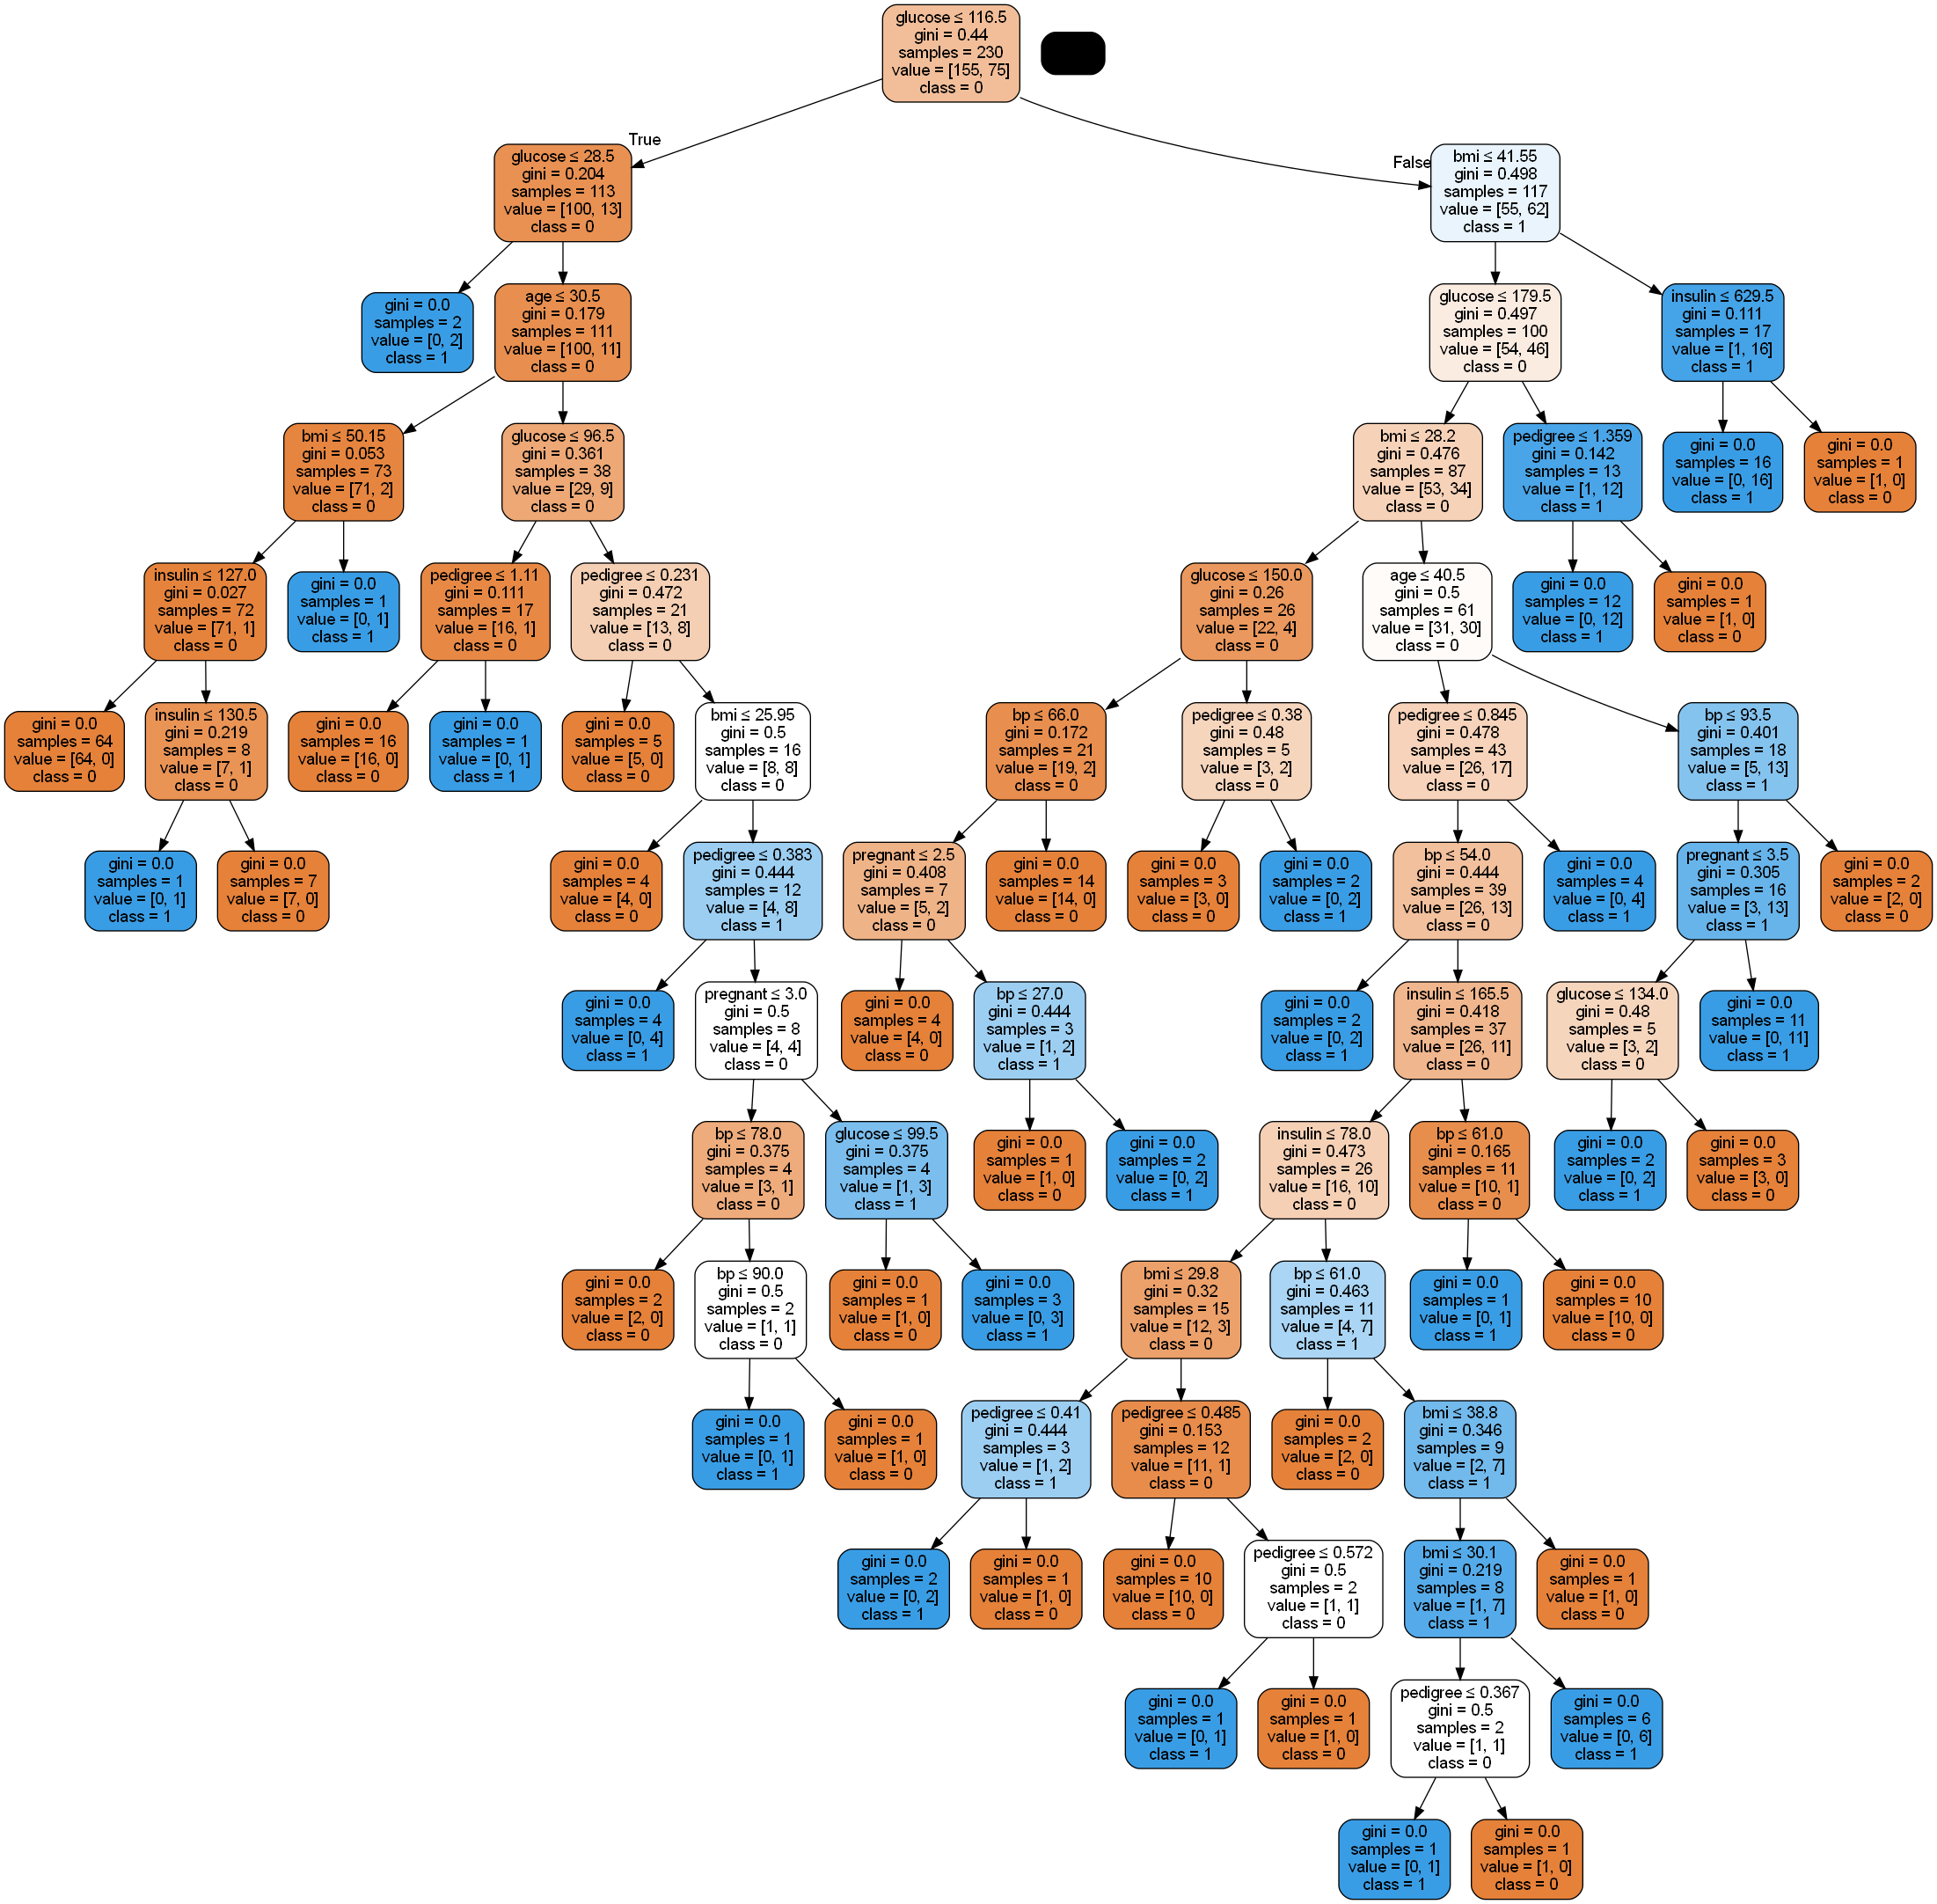 glucose ≤ 116.5
gini = 0.44
samples = 230
value = [155, 75]
class = 0
True
False
glucose ≤ 28.5
gini = 0.204
samples = 113
value = [100, 13]
class = 0
bmi ≤ 41.55
gini = 0.498
samples = 117
value = [55, 62]
class = 1
gini = 0.0
samples = 2
value = [0, 2]
class = 1
age ≤ 30.5
gini = 0.179
samples = 111
value = [100, 11]
class = 0
glucose ≤ 179.5
gini = 0.497
samples = 100
value = [54, 46]
class = 0
insulin ≤ 629.5
gini = 0.111
samples = 17
value = [1, 16]
class = 1
bmi ≤ 50.15
gini = 0.053
samples = 73
value = [71, 2]
class = 0
glucose ≤ 96.5
gini = 0.361
samples = 38
value = [29, 9]
class = 0
bmi ≤ 28.2
gini = 0.476
samples = 87
value = [53, 34]
class = 0
pedigree ≤ 1.359
gini = 0.142
samples = 13
value = [1, 12]
class = 1
gini = 0.0
samples = 16
value = [0, 16]
class = 1
gini = 0.0
samples = 1
value = [1, 0]
class = 0
insulin ≤ 127.0
gini = 0.027
samples = 72
value = [71, 1]
class = 0
gini = 0.0
samples = 1
value = [0, 1]
class = 1
pedigree ≤ 1.11
gini = 0.111
samples = 17
value = [16, 1]
class = 0
pedigree ≤ 0.231
gini = 0.472
samples = 21
value = [13, 8]
class = 0
glucose ≤ 150.0
gini = 0.26
samples = 26
value = [22, 4]
class = 0
age ≤ 40.5
gini = 0.5
samples = 61
value = [31, 30]
class = 0
gini = 0.0
samples = 12
value = [0, 12]
class = 1
gini = 0.0
samples = 1
value = [1, 0]
class = 0
gini = 0.0
samples = 64
value = [64, 0]
class = 0
insulin ≤ 130.5
gini = 0.219
samples = 8
value = [7, 1]
class = 0
gini = 0.0
samples = 16
value = [16, 0]
class = 0
gini = 0.0
samples = 1
value = [0, 1]
class = 1
gini = 0.0
samples = 5
value = [5, 0]
class = 0
bmi ≤ 25.95
gini = 0.5
samples = 16
value = [8, 8]
class = 0
bp ≤ 66.0
gini = 0.172
samples = 21
value = [19, 2]
class = 0
pedigree ≤ 0.38
gini = 0.48
samples = 5
value = [3, 2]
class = 0
pedigree ≤ 0.845
gini = 0.478
samples = 43
value = [26, 17]
class = 0
bp ≤ 93.5
gini = 0.401
samples = 18
value = [5, 13]
class = 1
gini = 0.0
samples = 1
value = [0, 1]
class = 1
gini = 0.0
samples = 7
value = [7, 0]
class = 0
gini = 0.0
samples = 4
value = [4, 0]
class = 0
pedigree ≤ 0.383
gini = 0.444
samples = 12
value = [4, 8]
class = 1
pregnant ≤ 2.5
gini = 0.408
samples = 7
value = [5, 2]
class = 0
gini = 0.0
samples = 14
value = [14, 0]
class = 0
gini = 0.0
samples = 3
value = [3, 0]
class = 0
gini = 0.0
samples = 2
value = [0, 2]
class = 1
bp ≤ 54.0
gini = 0.444
samples = 39
value = [26, 13]
class = 0
gini = 0.0
samples = 4
value = [0, 4]
class = 1
pregnant ≤ 3.5
gini = 0.305
samples = 16
value = [3, 13]
class = 1
gini = 0.0
samples = 2
value = [2, 0]
class = 0
gini = 0.0
samples = 4
value = [0, 4]
class = 1
pregnant ≤ 3.0
gini = 0.5
samples = 8
value = [4, 4]
class = 0
gini = 0.0
samples = 4
value = [4, 0]
class = 0
bp ≤ 27.0
gini = 0.444
samples = 3
value = [1, 2]
class = 1
gini = 0.0
samples = 2
value = [0, 2]
class = 1
insulin ≤ 165.5
gini = 0.418
samples = 37
value = [26, 11]
class = 0
glucose ≤ 134.0
gini = 0.48
samples = 5
value = [3, 2]
class = 0
gini = 0.0
samples = 11
value = [0, 11]
class = 1
bp ≤ 78.0
gini = 0.375
samples = 4
value = [3, 1]
class = 0
glucose ≤ 99.5
gini = 0.375
samples = 4
value = [1, 3]
class = 1
gini = 0.0
samples = 1
value = [1, 0]
class = 0
gini = 0.0
samples = 2
value = [0, 2]
class = 1
insulin ≤ 78.0
gini = 0.473
samples = 26
value = [16, 10]
class = 0
bp ≤ 61.0
gini = 0.165
samples = 11
value = [10, 1]
class = 0
gini = 0.0
samples = 2
value = [0, 2]
class = 1
gini = 0.0
samples = 3
value = [3, 0]
class = 0
gini = 0.0
samples = 2
value = [2, 0]
class = 0
bp ≤ 90.0
gini = 0.5
samples = 2
value = [1, 1]
class = 0
gini = 0.0
samples = 1
value = [1, 0]
class = 0
gini = 0.0
samples = 3
value = [0, 3]
class = 1
bmi ≤ 29.8
gini = 0.32
samples = 15
value = [12, 3]
class = 0
bp ≤ 61.0
gini = 0.463
samples = 11
value = [4, 7]
class = 1
gini = 0.0
samples = 1
value = [0, 1]
class = 1
gini = 0.0
samples = 10
value = [10, 0]
class = 0
gini = 0.0
samples = 1
value = [0, 1]
class = 1
gini = 0.0
samples = 1
value = [1, 0]
class = 0
pedigree ≤ 0.41
gini = 0.444
samples = 3
value = [1, 2]
class = 1
pedigree ≤ 0.485
gini = 0.153
samples = 12
value = [11, 1]
class = 0
gini = 0.0
samples = 2
value = [2, 0]
class = 0
bmi ≤ 38.8
gini = 0.346
samples = 9
value = [2, 7]
class = 1
gini = 0.0
samples = 2
value = [0, 2]
class = 1
gini = 0.0
samples = 1
value = [1, 0]
class = 0
gini = 0.0
samples = 10
value = [10, 0]
class = 0
pedigree ≤ 0.572
gini = 0.5
samples = 2
value = [1, 1]
class = 0
bmi ≤ 30.1
gini = 0.219
samples = 8
value = [1, 7]
class = 1
gini = 0.0
samples = 1
value = [1, 0]
class = 0
gini = 0.0
samples = 1
value = [0, 1]
class = 1
gini = 0.0
samples = 1
value = [1, 0]
class = 0
pedigree ≤ 0.367
gini = 0.5
samples = 2
value = [1, 1]
class = 0
gini = 0.0
samples = 6
value = [0, 6]
class = 1
gini = 0.0
samples = 1
value = [0, 1]
class = 1
gini = 0.0
samples = 1
value = [1, 0]
class = 0